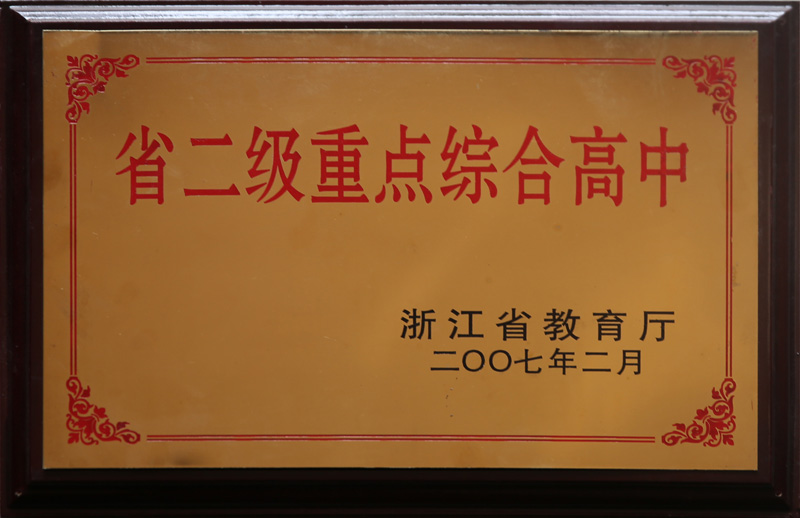 省二级重点综合高中
浙江省教育厅
二〇〇七年二月